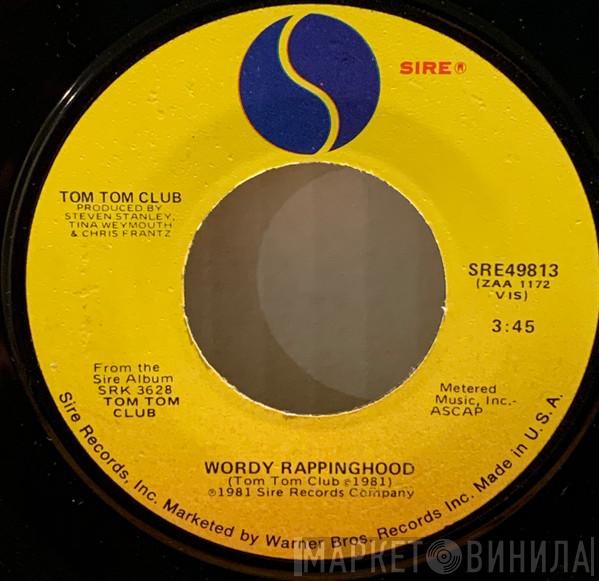 SIRE®
TOM TOM CLUB
PRODUCED BY
STEVEN STANLEY,
TINA WEYMOUTH
& CHRIS FRANTZ
SRE49813
(ZAA 1172
VIS)
3:45
From the
Sire Album
SRK 3628
TOM TOM
CLUB
Metered
Music, Inc.-
ASCAP
WORDY RAPPINGHOOD
(Tom Tom Club ℗1981)
℗1981 Sire Records Company
Sire Records, Inc. Marketed by Warner Bros. Records Inc. Made in U.S.A.
МАРКЕТ ВИНИЛА